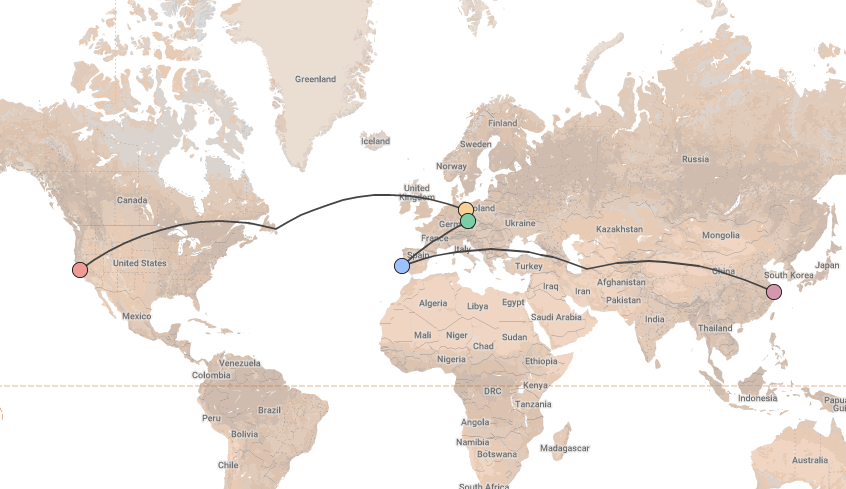 Greenland
Iceland
Finland
Sweden
Norway
Russia
Canada
United
Kingdom
oland
Germ
Ukraine
France
Kazakhstan
Mongolia
Spain
Italy
United States
Turkey
China
South Korea
Japan
Iraq
Iran
Afghanistan
Pakistan
Algeria
Libya
Egypt
Saudi Arabia
India
Thailand
Mexico
Mali
Niger
Chad
Sudan
Nigeria
Ethiopia
Venezuela
Colombia
DRC
Kenya
Tanzania
Indonesia
Papua
Gui
Brazil
Peru
Bolivia
Angola
Namibia
Botswana
Madagascar
Chile
Australia
South Africa